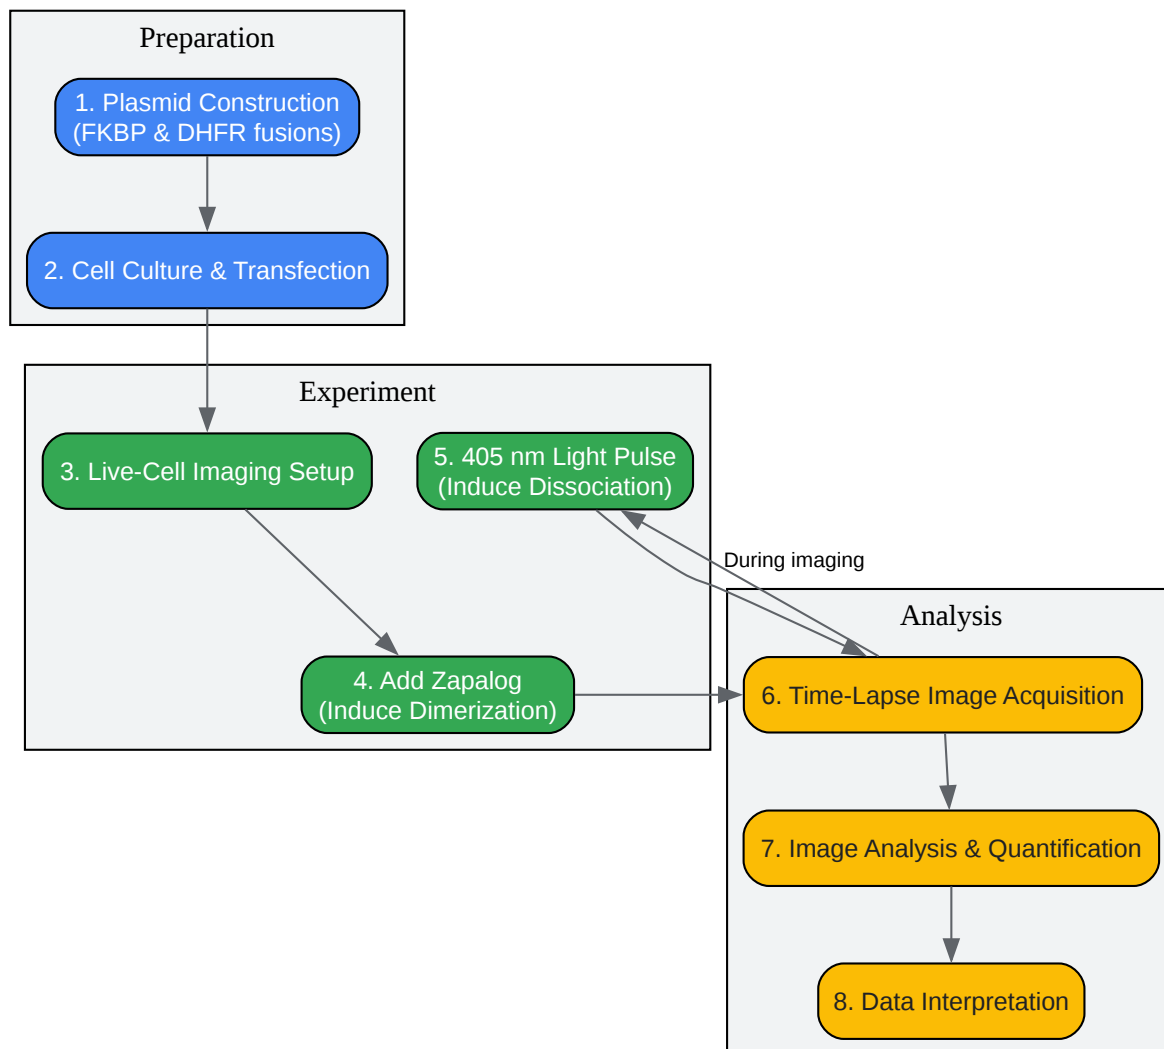 Preparation
1. Plasmid Construction
(FKBP & DHFR fusions)
2. Cell Culture & Transfection
Experiment
3. Live-Cell Imaging Setup
5. 405 nm Light Pulse
(Induce Dissociation)
During imaging
Analysis
4. Add Zapalog
(Induce Dimerization)
6. Time-Lapse Image Acquisition
7. Image Analysis & Quantification
8. Data Interpretation